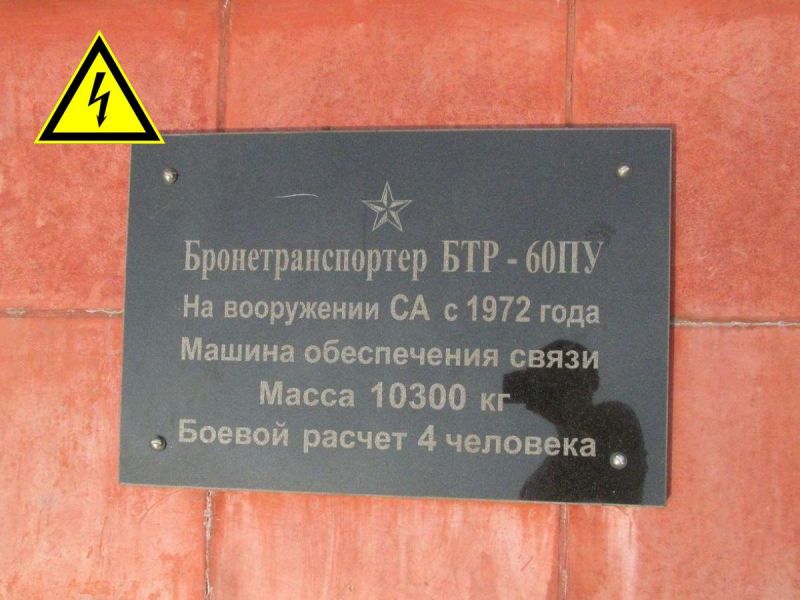 Бронетранспортер БТР - 60ПУ
На вооружении СА с 1972 года
Машина обеспечения связи
Масса 10300 кг
Боевой расчет 4 человека